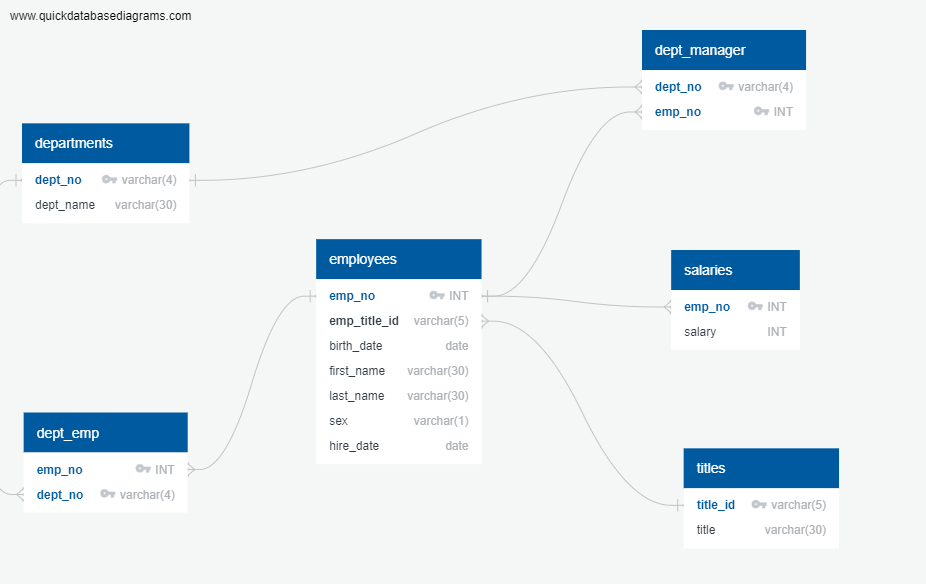 www.quickdatabasediagrams.com
dept_manager
dept_no varchar(4)
emp_no INT
departments
dept_no varchar(4)
dept_name varchar(30)
employees
emp_no INT
emp_title_id varchar(5)
birth_date date
first_name varchar(30)
last_name varchar(30)
sex varchar(1)
hire_date date
salaries
emp_no INT
salary INT
dept_emp
emp_no INT
dept_no varchar(4)
titles
title_id varchar(5)
title varchar(30)